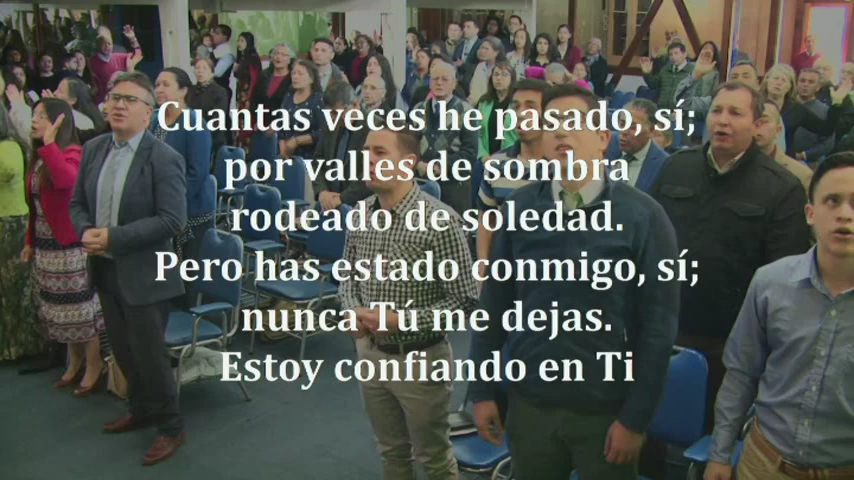 Cuantas veces he pasado, sí;
por valles de sombra
rodeado de soledad.
Pero has estado conmigo, sí;
nunca Tú me dejas.
Estoy confiando en Ti